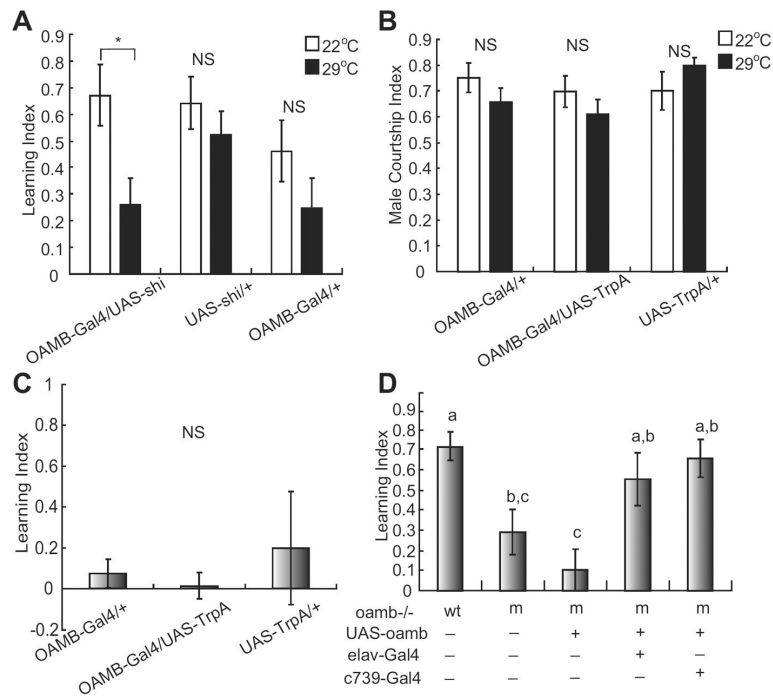 A
Learning Index
0.9
0.8
0.7
0.6
0.5
0.4
0.3
0.2
0.1
0
*
NS
NS
22°C
29°C
OAMB-Gal4/UAS-shi
UAS-shi/+
OAMB-Gal4/+
B
Male Courtship Index
0.9
0.8
0.7
0.6
0.5
0.4
0.3
0.2
0.1
0
NS
NS
NS
22°C
29°C
OAMB-Gal4/+
OAMB-Gal4/UAS-TrpA
UAS-TrpA/+
C
Learning Index
1
0.8
0.6
0.4
0.2
0
-0.2
NS
OAMB-Gal4/+
OAMB-Gal4/UAS-TrpA
UAS-TrpA/+
D
Learning Index
0.9
0.8
0.7
0.6
0.5
0.4
0.3
0.2
0.1
0
a
b,c
c
a,b
a,b
oamb-/- wt m m m m
UAS-oamb – – + + +
elav-Gal4 – – – + –
c739-Gal4 – – – – +